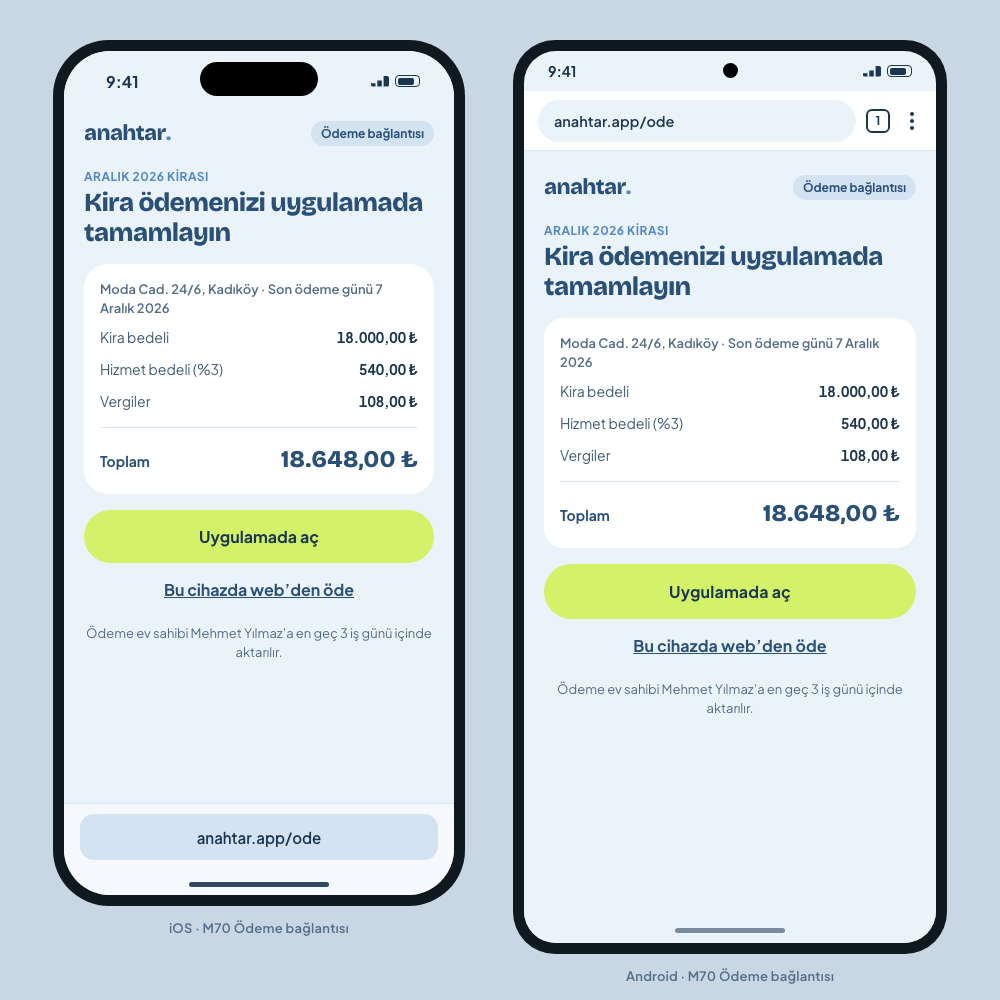 9:41
anahtar.
Ödeme bağlantısı
ARALIK 2026 KİRASI
Kira ödemenizi uygulamada
tamamlayın
Moda Cad. 24/6, Kadıköy · Son ödeme günü 7
Aralık 2026
Kira bedeli 18.000,00 ₺
Hizmet bedeli (%3) 540,00 ₺
Vergiler 108,00 ₺
Toplam 18.648,00 ₺
Uygulamada aç
Bu cihazda web’den öde
Ödeme ev sahibi Mehmet Yılmaz'a en geç 3 iş günü içinde
aktarılır.
anahtar.app/ode
iOS · M70 Ödeme bağlantısı
9:41
anahtar.app/ode
1
anahtar.
Ödeme bağlantısı
ARALIK 2026 KİRASI
Kira ödemenizi uygulamada
tamamlayın
Moda Cad. 24/6, Kadıköy · Son ödeme günü 7 Aralık
2026
Kira bedeli 18.000,00 ₺
Hizmet bedeli (%3) 540,00 ₺
Vergiler 108,00 ₺
Toplam 18.648,00 ₺
Uygulamada aç
Bu cihazda web’den öde
Ödeme ev sahibi Mehmet Yılmaz'a en geç 3 iş günü içinde
aktarılır.
Android · M70 Ödeme bağlantısı